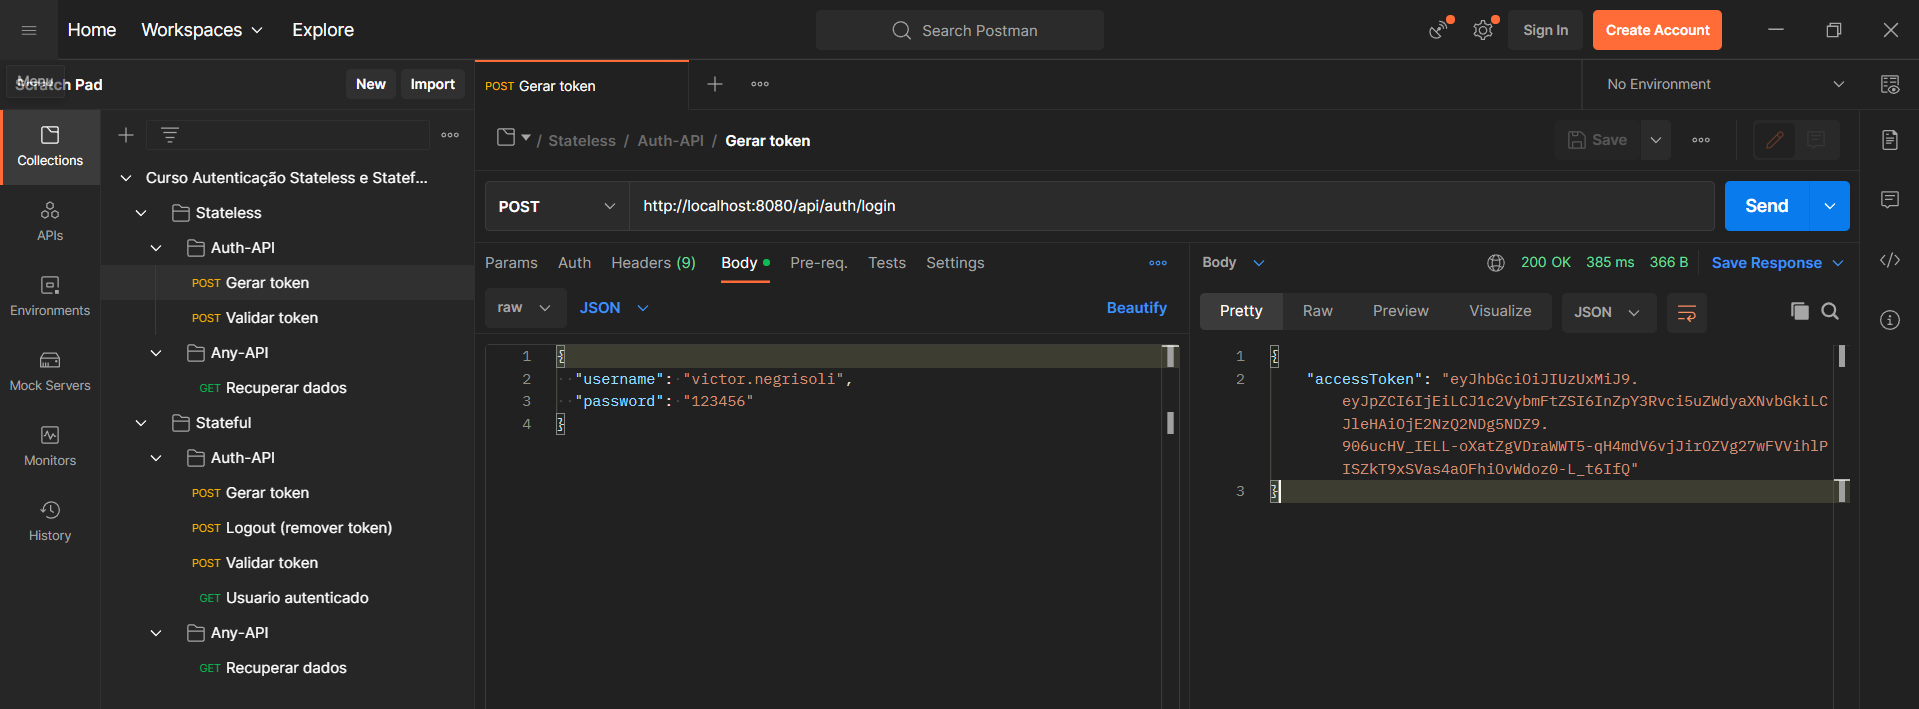 Home Workspaces Explore Search Postman Sign In Create Account
Scratch Pad New Import
Menu
POST Gerar token No Environment
/ Stateless / Auth-API / Gerar token Save
POST http://localhost:8080/api/auth/login Send
Collections
APIs
Environments
Mock Servers
Monitors
History
Curso Autenticação Stateless e Statef...
Stateless
Auth-API
POST Gerar token
POST Validar token
Any-API
GET Recuperar dados
Stateful
Auth-API
POST Gerar token
POST Logout (remover token)
POST Validar token
GET Usuario autenticado
Any-API
GET Recuperar dados
Params Auth Headers (9) Body Pre-req. Tests Settings
raw JSON Beautify
1 {
2 "username": "victor.negrisoli",
3 "password": "123456"
4 }
Body 200 OK 385 ms 366 B Save Response
Pretty Raw Preview Visualize JSON
1 {
2 "accessToken": "eyJhbGciOiJIUzUxMiJ9.
eyJpZCI6IjEiLCJ1c2VybmFtZSI6InZpY3Rvci5uZWdyaXNvbGkiLC
JleHAiOjE2NzQ2NDg5NDZ9.
906ucHV_IELL-oXatZgVDraWWT5-qH4mdV6vjJirOZVg27wFVVihlP
ISZkT9xSVas4aOFhiOvWdoz0-L_t6IfQ"
3 }